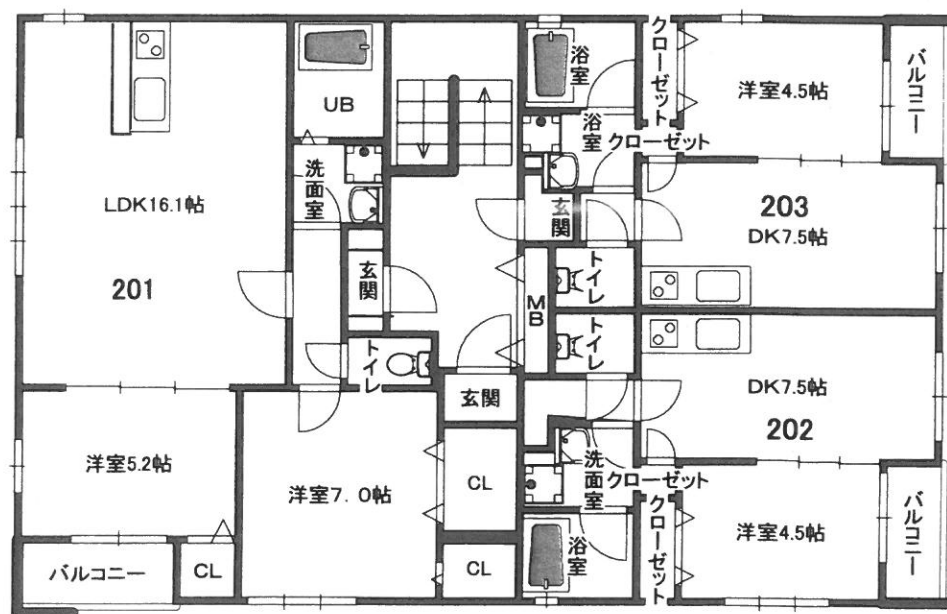 UB
洗面室
LDK16.1帖
201
玄関
トイレ
洋室5.2帖
洋室7.0帖
バルコニー
CL
CL
CL
玄関
MB
浴室
浴室
クローゼット
クローゼット
洋室4.5帖
バルコニー
玄関
203
DK7.5帖
トイレ
トイレ
DK7.5帖
202
洗面室
クローゼット
クローゼット
浴室
洋室4.5帖
バルコニー